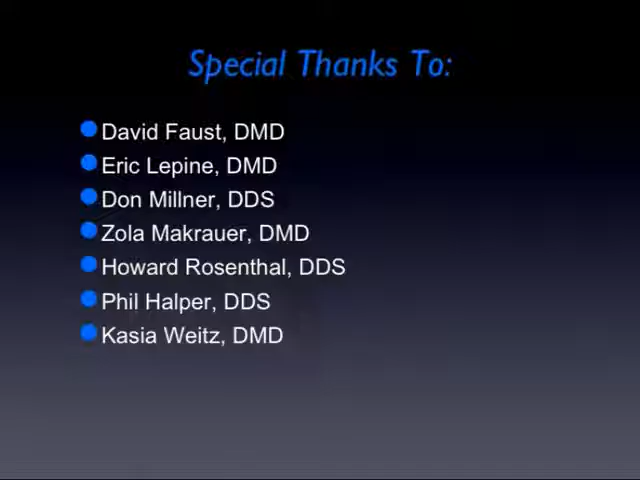 Special Thanks To:
David Faust, DMD
Eric Lepine, DMD
Don Millner, DDS
Zola Makrauer, DMD
Howard Rosenthal, DDS
Phil Halper, DDS
Kasia Weitz, DMD